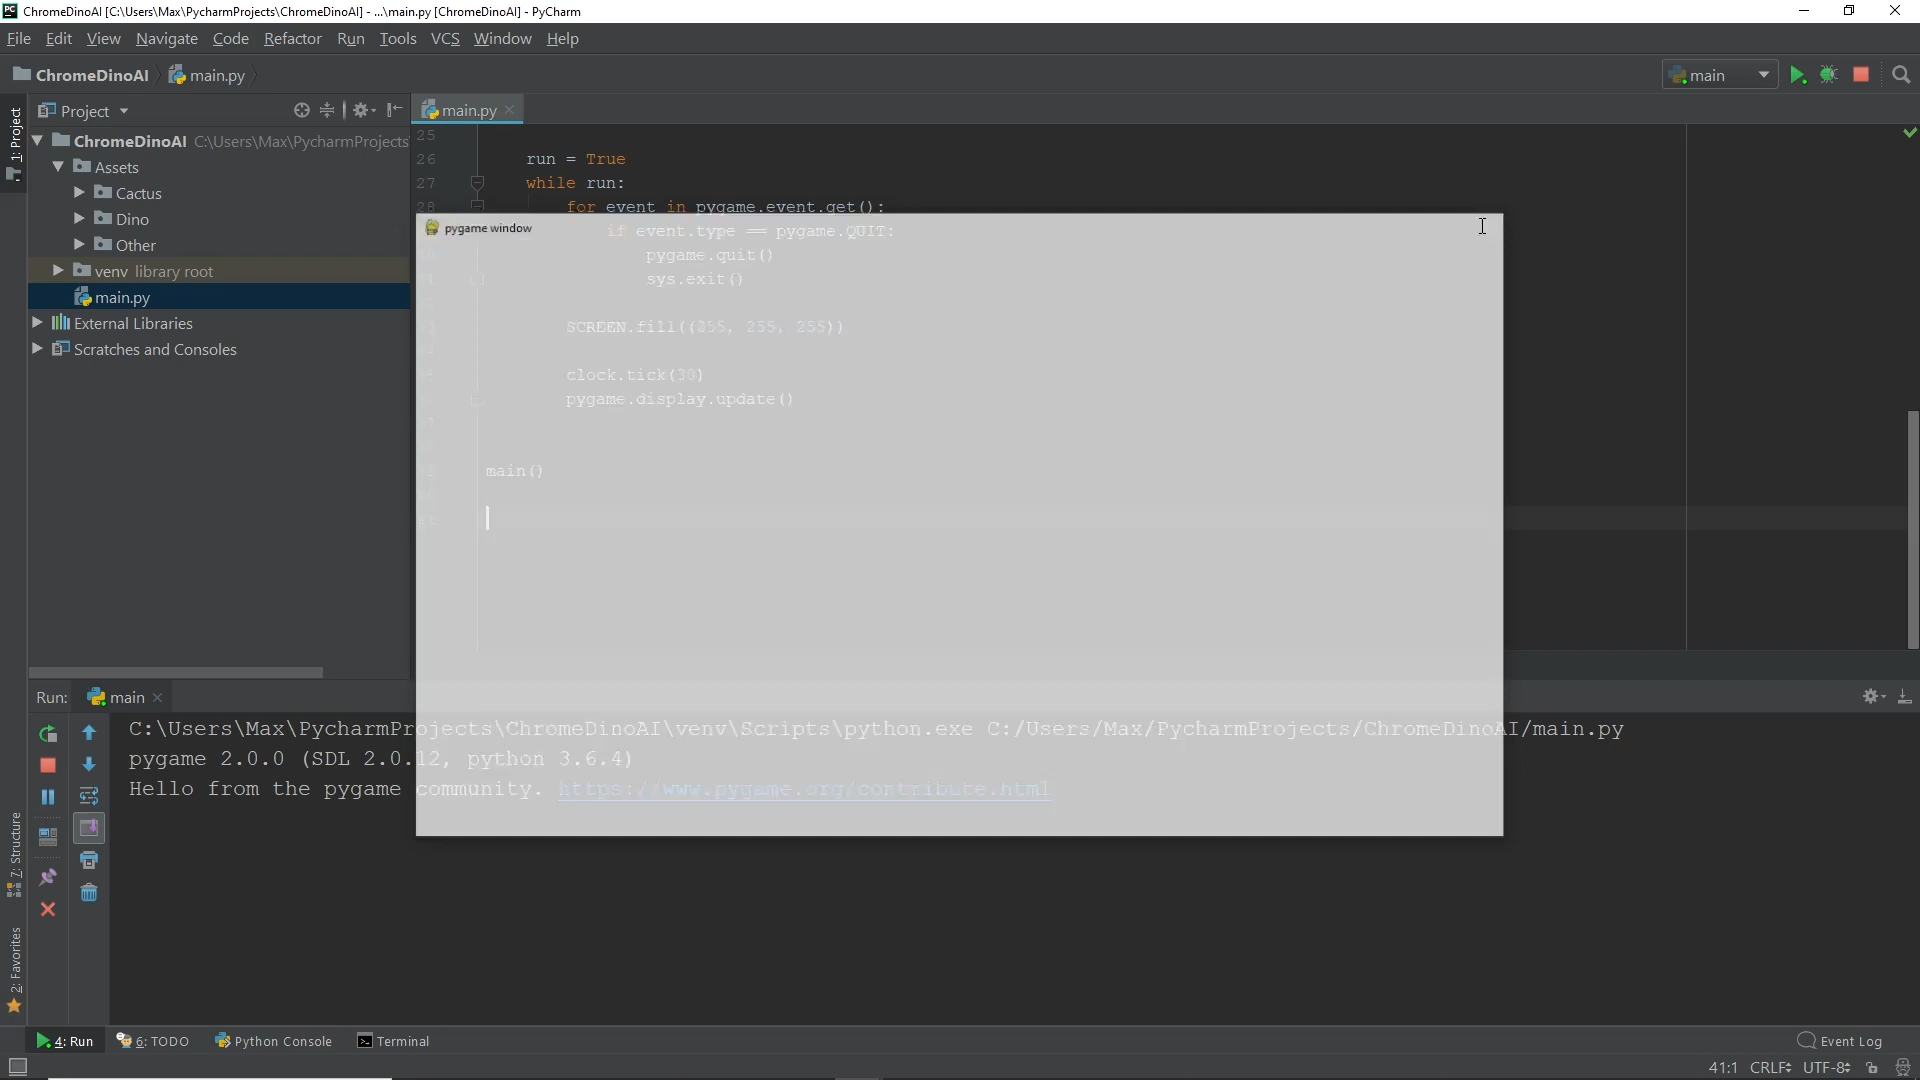 ChromeDinoAI [C:\Users\Max\PycharmProjects\ChromeDinoAI] - ...\main.py [ChromeDinoAI] - PyCharm
File Edit View Navigate Code Refactor Run Tools VCS Window Help
ChromeDinoAI main.py
main
Project
main.py
1: Project
ChromeDinoAI C:\Users\Max\PycharmProjects
Assets
Cactus
Dino
Other
venv library root
main.py
External Libraries
Scratches and Consoles
25
26 run = True
27 while run:
28 for event in pygame.event.get():
pygame window
if event.type == pygame.QUIT:
pygame.quit()
sys.exit()
SCREEN.fill((255, 255, 255))
clock.tick(30)
pygame.display.update()
main()
Run: main
C:\Users\Max\PycharmProjects\ChromeDinoAI\venv\Scripts\python.exe C:/Users/Max/PycharmProjects/ChromeDinoAI/main.py
pygame 2.0.0 (SDL 2.0.12, python 3.6.4)
Hello from the pygame community. https://www.pygame.org/contribute.html
7: Structure
2: Favorites
4: Run 6: TODO Python Console Terminal Event Log
41:1 CRLF UTF-8